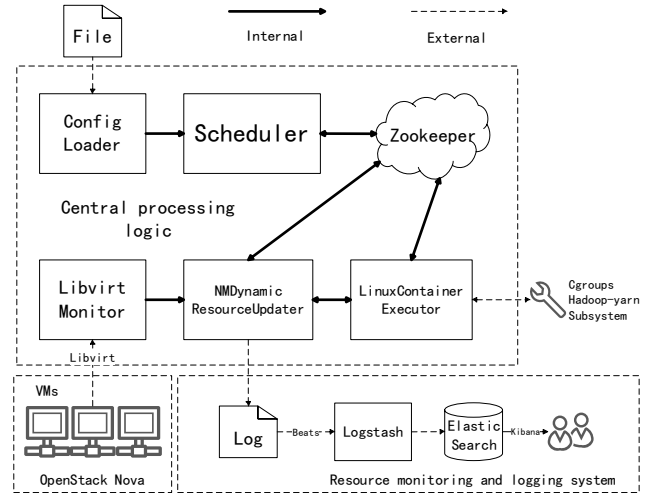 File
Internal
External
Config
Loader
Scheduler
Zookeeper
Central processing
logic
Libvirt
Monitor
NMDynamic
ResourceUpdater
LinuxContainer
Executor
Cgroups
Hadoop-yarn
Subsystem
Libvirt
VMs
OpenStack Nova
Log
Beats
Logstash
Elastic
Search
Kibana
Resource monitoring and logging system